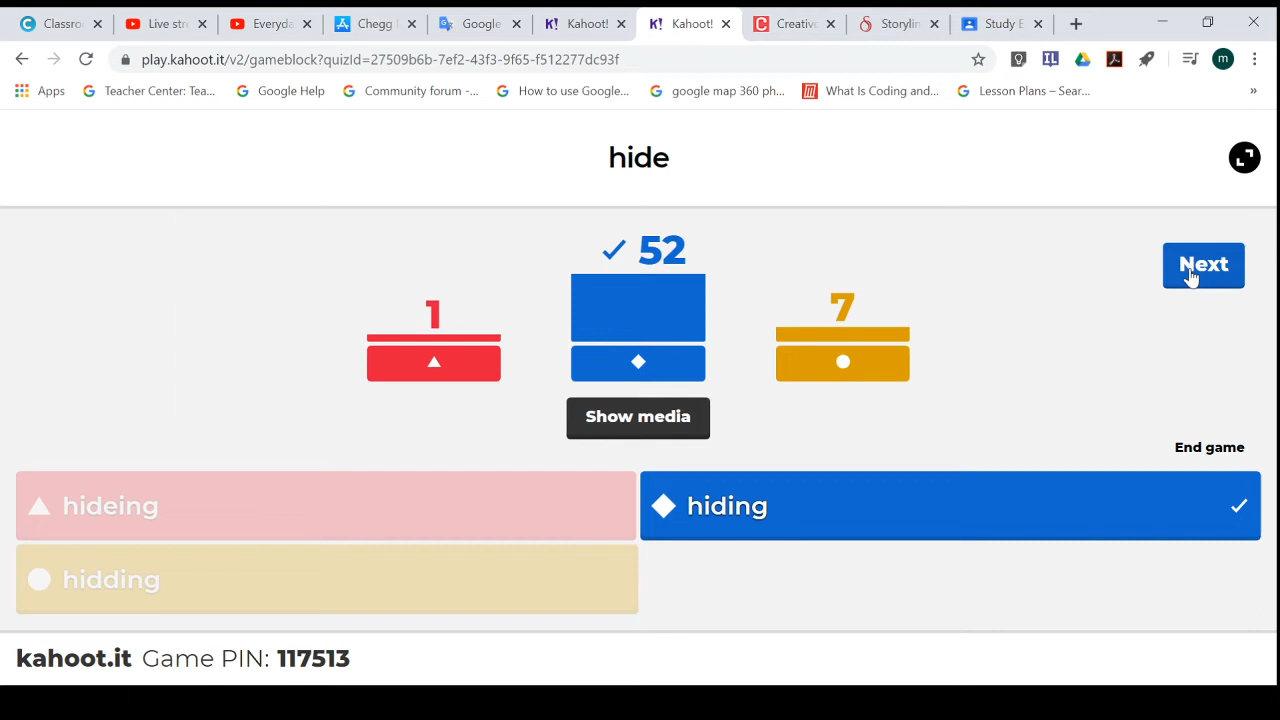 Classroo
Live str
Everyda
Chegg F
Google
Kahoot!
Kahoot!
Creative
Storylin
Study E
play.kahoot.it/v2/gameblock?quizId=27509b6b-7ef2-43f3-9f65-f512277dc93f
m
Apps
Teacher Center: Tea...
Google Help
Community forum -...
How to use Google...
google map 360 ph...
What Is Coding and...
Lesson Plans – Sear...
»
hide
52
Next
1
7
Show media
End game
hideing
hiding
hidding
kahoot.it Game PIN: 117513